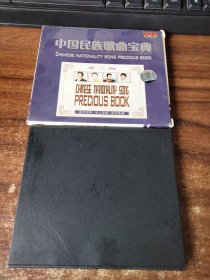 中国民族歌曲宝典
CHINESE NATIONALITY SONG PRECIOUS BOOK
CHINESE NATIONALITY SONG
PRECIOUS BOOK